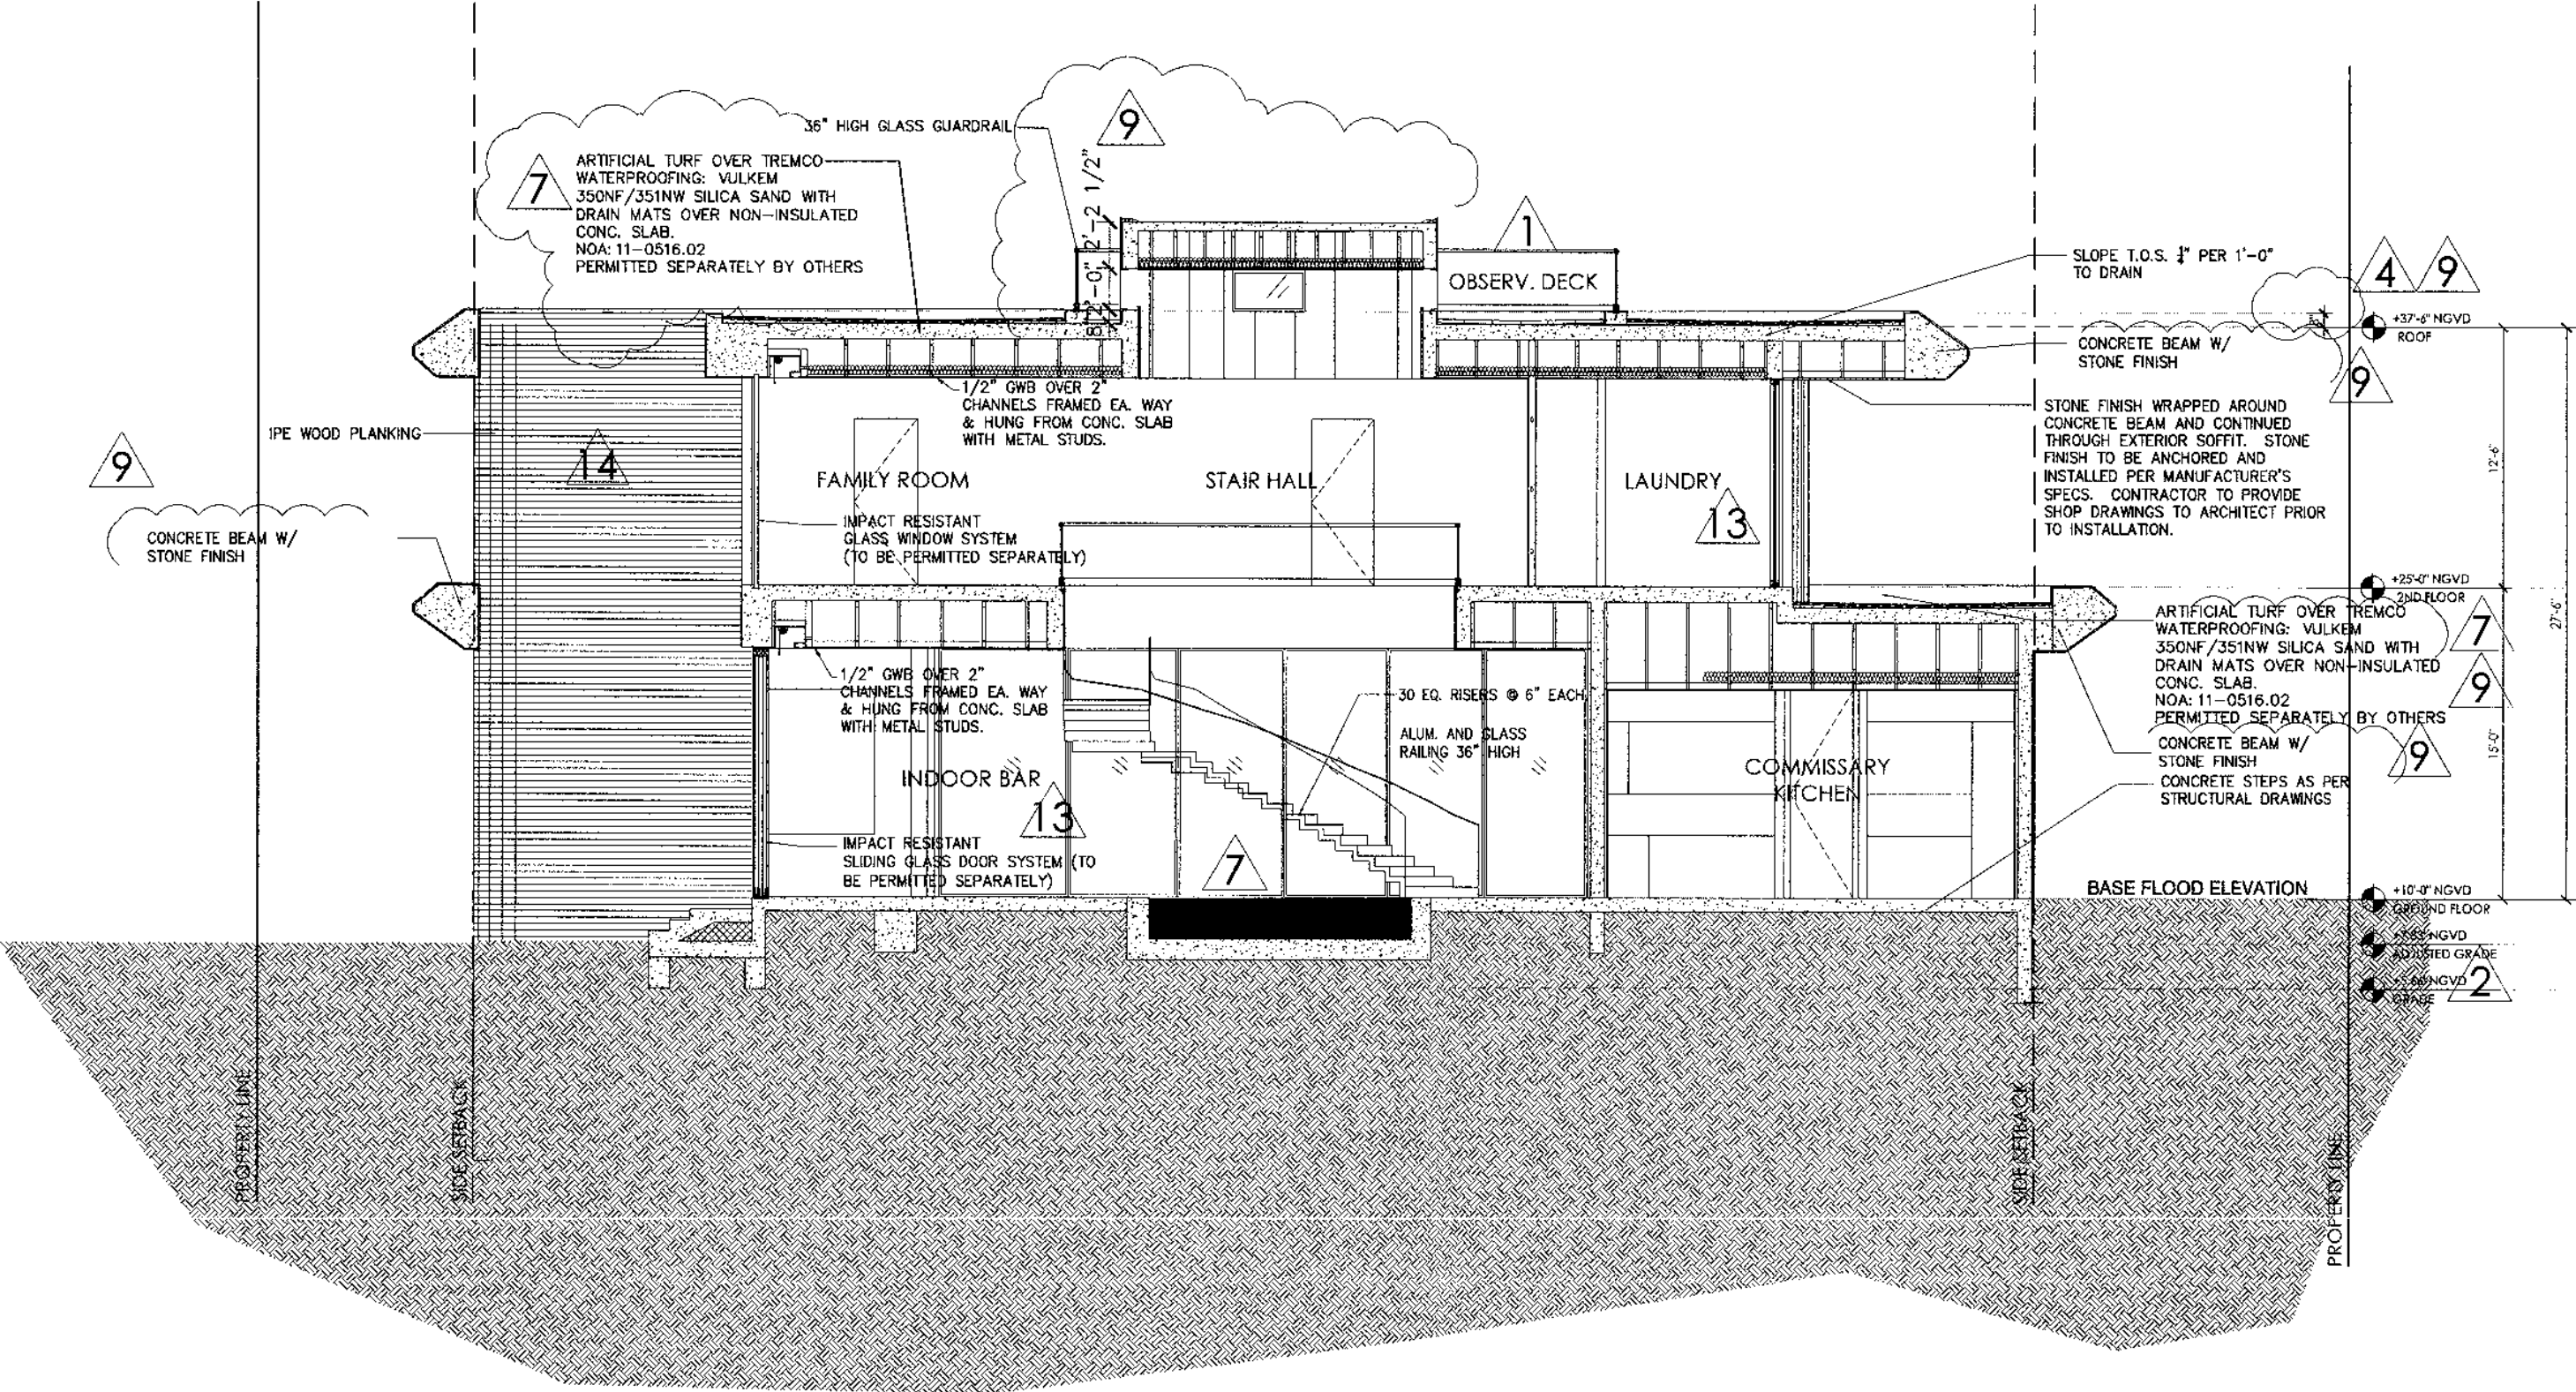 36" HIGH GLASS GUARDRAIL
9
7
ARTIFICIAL TURF OVER TREMCO
WATERPROOFING: VULKEM
350NF/351NW SILICA SAND WITH
DRAIN MATS OVER NON-INSULATED
CONC. SLAB.
NOA: 11-0516.02
PERMITTED SEPARATELY BY OTHERS
2'-2 1/2"
1
OBSERV. DECK
SLOPE T.O.S. ¼" PER 1'-0"
TO DRAIN
4
9
+37'-6" NGVD
ROOF
CONCRETE BEAM W/
STONE FINISH
9
1/2" GWB OVER 2"
CHANNELS FRAMED EA. WAY
& HUNG FROM CONC. SLAB
WITH METAL STUDS.
STONE FINISH WRAPPED AROUND
CONCRETE BEAM AND CONTINUED
THROUGH EXTERIOR SOFFIT. STONE
FINISH TO BE ANCHORED AND
INSTALLED PER MANUFACTURER'S
SPECS. CONTRACTOR TO PROVIDE
SHOP DRAWINGS TO ARCHITECT PRIOR
TO INSTALLATION.
12'-6"
IPE WOOD PLANKING
9
14
FAMILY ROOM
STAIR HALL
LAUNDRY
13
IMPACT RESISTANT
GLASS WINDOW SYSTEM
(TO BE PERMITTED SEPARATELY)
CONCRETE BEAM W/
STONE FINISH
+25'-0" NGVD
2ND FLOOR
ARTIFICIAL TURF OVER TREMCO
WATERPROOFING: VULKEM
350NF/351NW SILICA SAND WITH
DRAIN MATS OVER NON-INSULATED
CONC. SLAB.
NOA: 11-0516.02
PERMITTED SEPARATELY BY OTHERS
7
9
27'-6"
1/2" GWB OVER 2"
CHANNELS FRAMED EA. WAY
& HUNG FROM CONC. SLAB
WITH METAL STUDS.
30 EQ. RISERS @ 6" EACH
ALUM. AND GLASS
RAILING 36" HIGH
15'-0"
CONCRETE BEAM W/
STONE FINISH
9
CONCRETE STEPS AS PER
STRUCTURAL DRAWINGS
INDOOR BAR
13
COMMISSARY
KITCHEN
IMPACT RESISTANT
SLIDING GLASS DOOR SYSTEM (TO
BE PERMITTED SEPARATELY)
7
BASE FLOOD ELEVATION
+10'-0" NGVD
GROUND FLOOR
NGVD
ADJUSTED GRADE
NGVD
GRADE
2
PROPERTY LINE
SIDE SETBACK
SIDE SETBACK
PROPERTY LINE